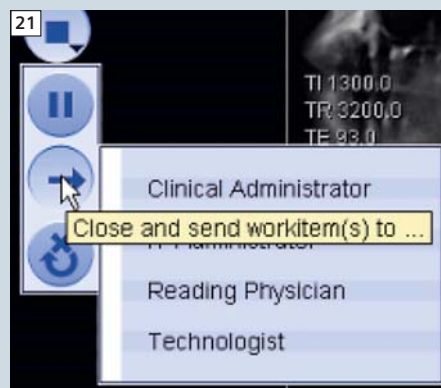 21
TI 1300.0
TR 3200.0
TE 93.0
Clinical Administrator
Close and send workitem(s) to ...
Reading Physician
Technologist